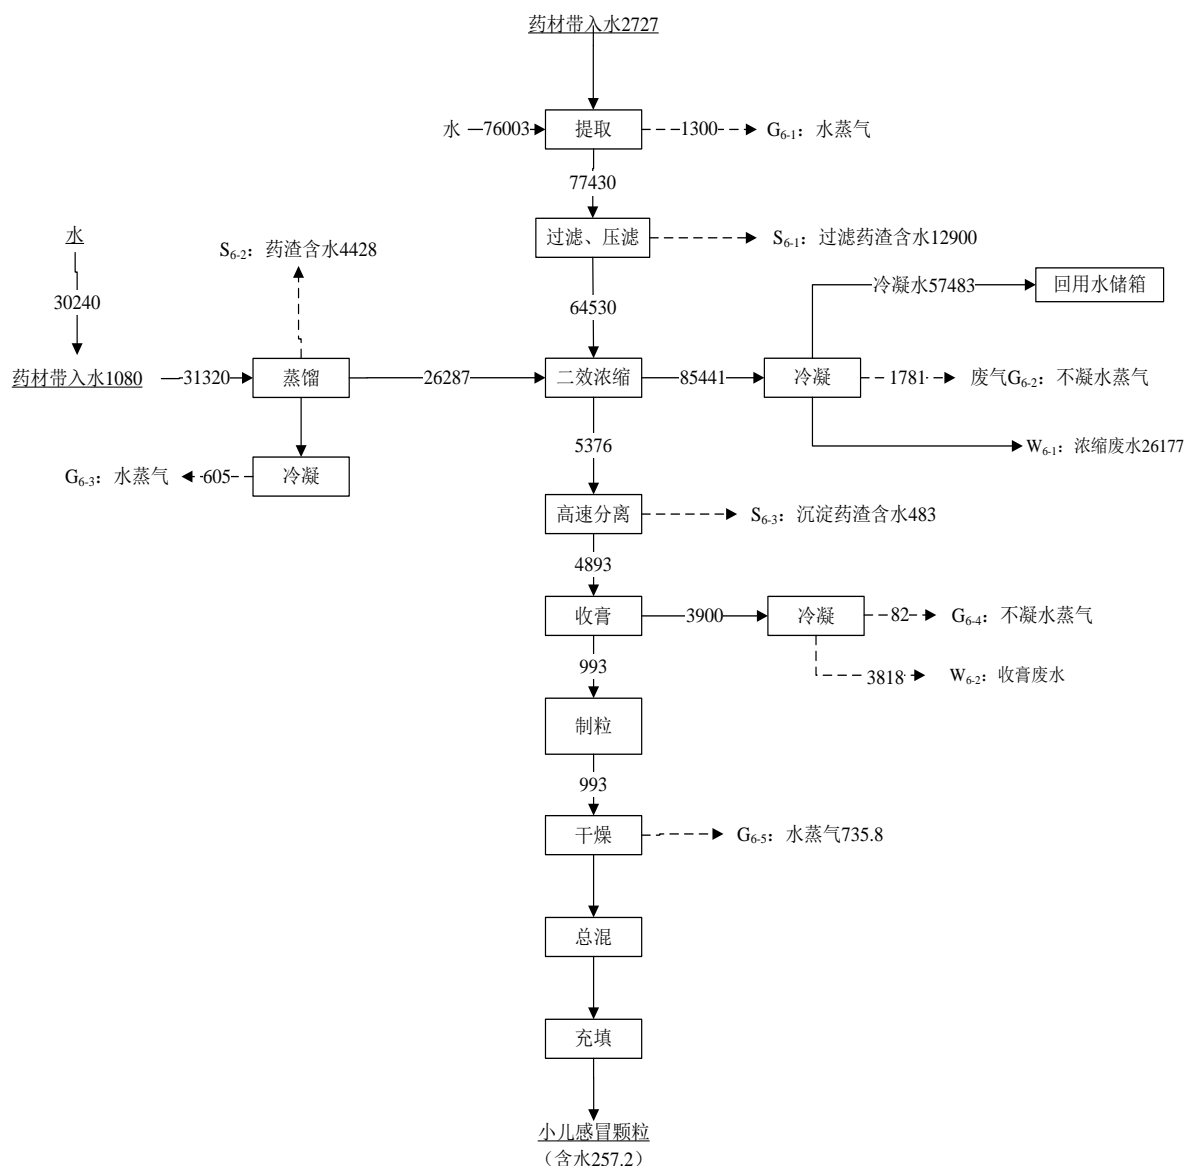 药材带入水2727
水 76003 提取 1300 G6-1：水蒸气
77430
水
过滤、压滤
S6-1：过滤药渣含水12900
S6-2：药渣含水4428
30240
64530
冷凝水57483
回用水储箱
药材带入水1080
31320
蒸馏
26287
二效浓缩
85441
冷凝
1781
废气G6-2：不凝水蒸气
5376
W6-1：浓缩废水26177
G6-3：水蒸气
605
冷凝
高速分离
S6-3：沉淀药渣含水483
4893
收膏
3900
冷凝
82
G6-4：不凝水蒸气
993
3818
W6-2：收膏废水
制粒
993
干燥
G6-5：水蒸气735.8
总混
充填
小儿感冒颗粒
（含水257.2）